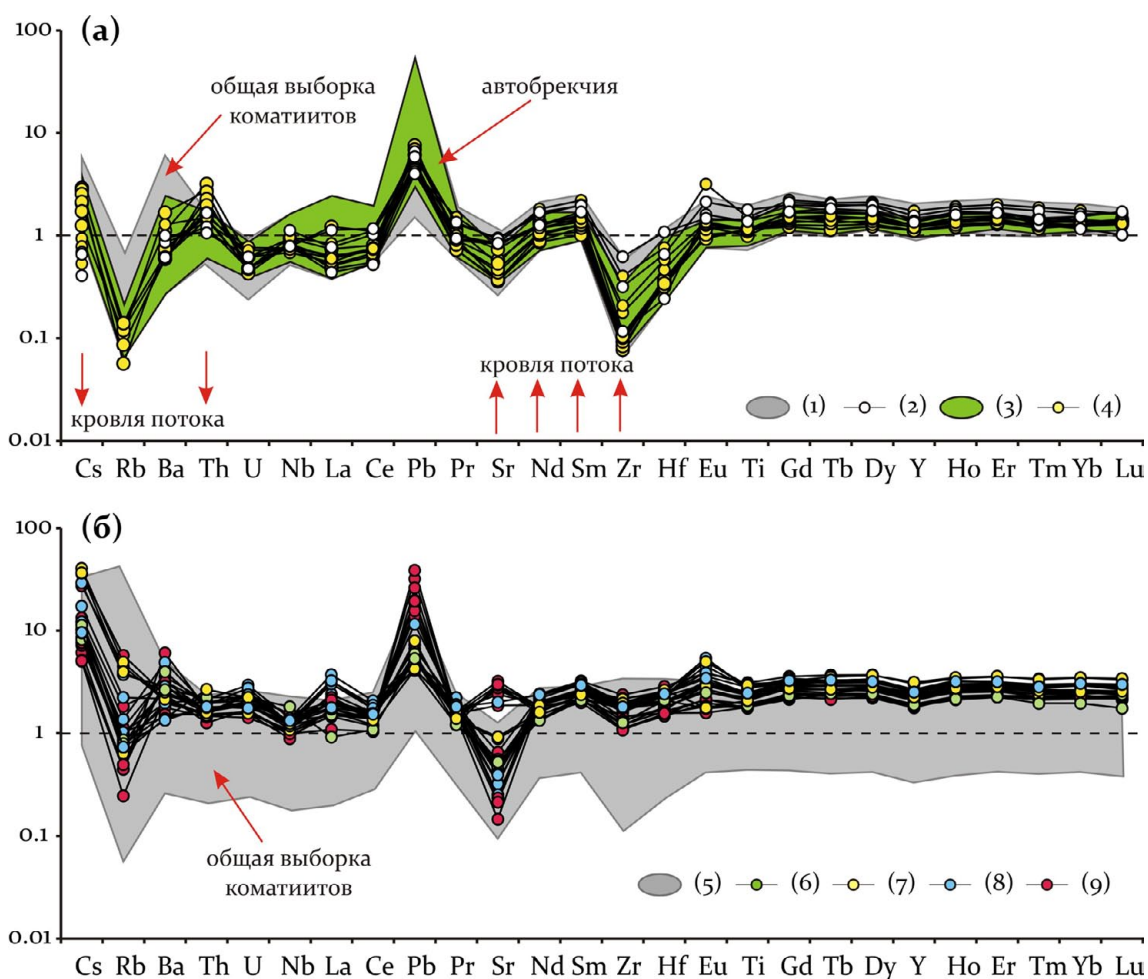 100
(а)
общая выборка
коматиитов
автобрекчия
10
1
0.1
кровля потока
кровля потока
(1) (2) (3) (4)
0.01
Cs Rb Ba Th U Nb La Ce Pb Pr Sr Nd Sm Zr Hf Eu Ti Gd Tb Dy Y Ho Er Tm Yb Lu
100
(б)
10
1
0.1
общая выборка
коматиитов
(5) (6) (7) (8) (9)
0.01
Cs Rb Ba Th U Nb La Ce Pb Pr Sr Nd Sm Zr Hf Eu Ti Gd Tb Dy Y Ho Er Tm Yb Lu